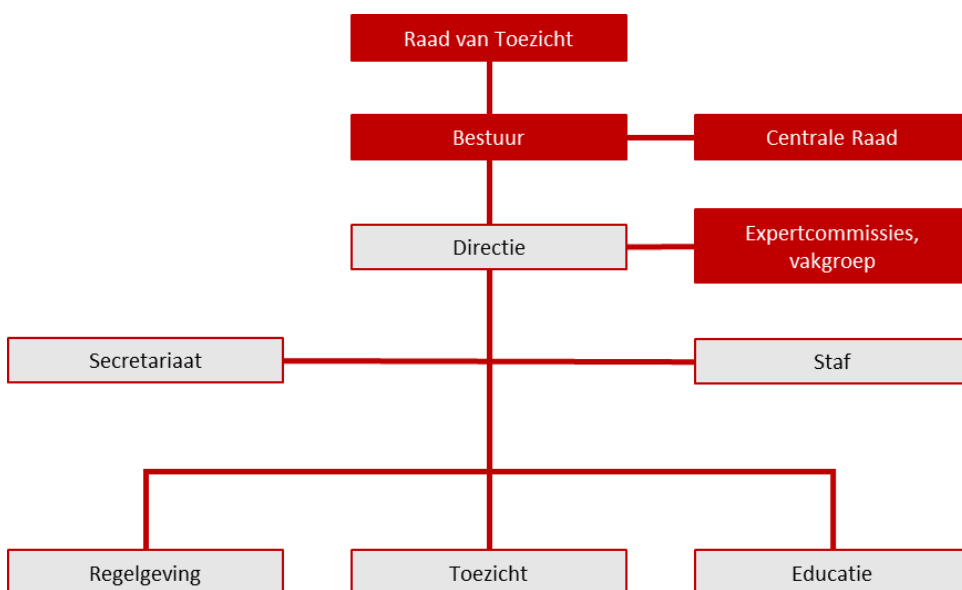 Raad van Toezicht
Bestuur
Centrale Raad
Directie
Expertcommissies,
vakgroep
Secretariaat
Staf
Regelgeving
Toezicht
Educatie